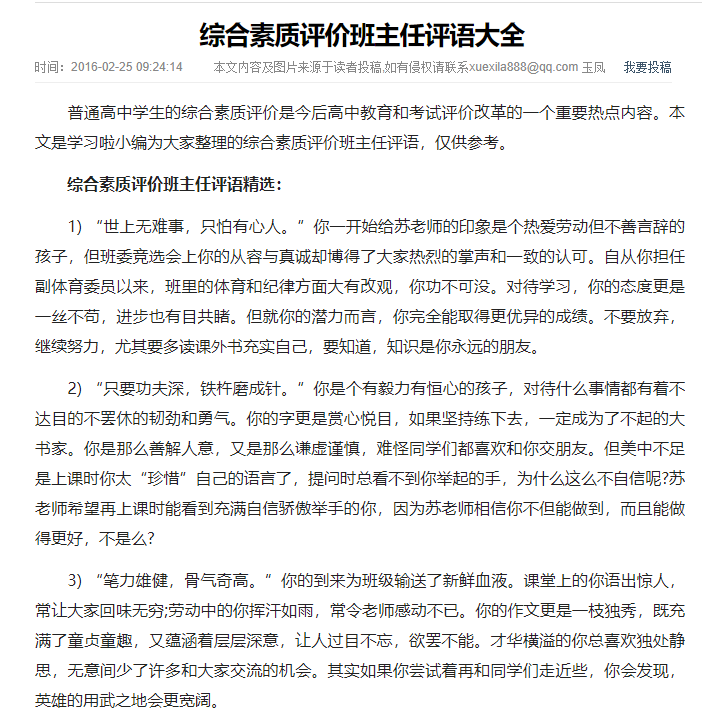 综合素质评价班主任评语大全
时间：2016-02-25 09:24:14 本文内容及图片来源于读者投稿,如有侵权请联系xuexila888@qq.com 玉凤 我要投稿
普通高中学生的综合素质评价是今后高中教育和考试评价改革的一个重要热点内容。本
文是学习啦小编为大家整理的综合素质评价班主任评语，仅供参考。
综合素质评价班主任评语精选：
1) “世上无难事，只怕有心人。”你一开始给苏老师的印象是个热爱劳动但不善言辞的
孩子，但班委竞选会上你的从容与真诚却博得了大家热烈的掌声和一致的认可。自从你担任
副体育委员以来，班里的体育和纪律方面大有改观，你功不可没。对待学习，你的态度更是
一丝不苟，进步也有目共睹。但就你的潜力而言，你完全能取得更优异的成绩。不要放弃，
继续努力，尤其要多读课外书充实自己，要知道，知识是你永远的朋友。
2) “只要功夫深，铁杵磨成针。”你是个有毅力有恒心的孩子，对待什么事情都有着不
达目的不罢休的韧劲和勇气。你的字更是赏心悦目，如果坚持练下去，一定成为了不起的大
书家。你是那么善解人意，又是那么谦虚谨慎，难怪同学们都喜欢和你交朋友。但美中不足
是上课时你太“珍惜”自己的语言了，提问时总看不到你举起的手，为什么这么不自信呢?苏
老师希望再上课时能看到充满自信骄傲举手的你，因为苏老师相信你不但能做到，而且能做
得更好，不是么?
3) “笔力雄健，骨气奇高。”你的到来为班级输送了新鲜血液。课堂上的你语出惊人，
常让大家回味无穷;劳动中的你挥汗如雨，常令老师感动不已。你的作文更是一枝独秀，既充
满了童贞童趣，又蕴涵着层层深意，让人过目不忘，欲罢不能。才华横溢的你总喜欢独处静
思，无意间少了许多和大家交流的机会。其实如果你尝试着再和同学们走近些，你会发现，
英雄的用武之地会更宽阔。